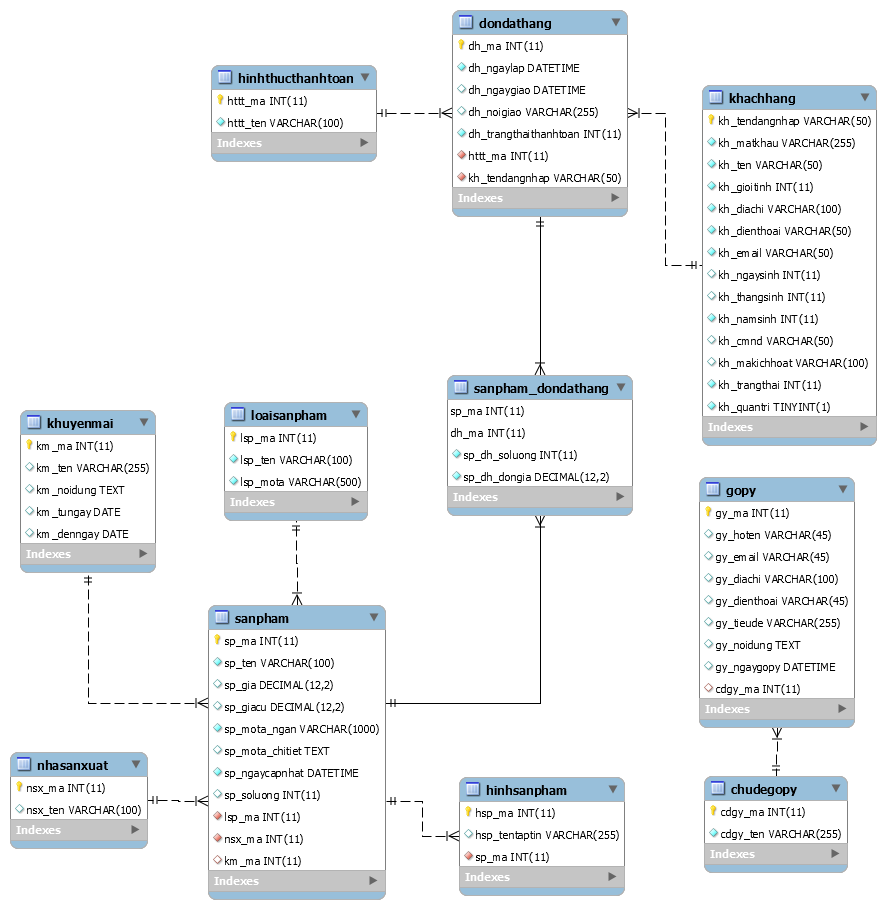 dondathang
dh_ma INT(11)
dh_ngaylap DATETIME
dh_ngaygiao DATETIME
dh_noigiao VARCHAR(255)
dh_trangthaithanhtoan INT(11)
httt_ma INT(11)
kh_tendangnhap VARCHAR(50)
Indexes
hinhthucthanhtoan
httt_ma INT(11)
httt_ten VARCHAR(100)
Indexes
khachhang
kh_tendangnhap VARCHAR(50)
kh_matkhau VARCHAR(255)
kh_ten VARCHAR(50)
kh_gioitinh INT(11)
kh_diachi VARCHAR(100)
kh_dienthoai VARCHAR(50)
kh_email VARCHAR(50)
kh_ngaysinh INT(11)
kh_thangsinh INT(11)
kh_namsinh INT(11)
kh_cmnd VARCHAR(50)
kh_makichhoat VARCHAR(100)
kh_trangthai INT(11)
kh_quantri TINYINT(1)
Indexes
sanpham_dondathang
sp_ma INT(11)
dh_ma INT(11)
sp_dh_soluong INT(11)
sp_dh_dongia DECIMAL(12,2)
Indexes
loaisanpham
lsp_ma INT(11)
lsp_ten VARCHAR(100)
lsp_mota VARCHAR(500)
Indexes
khuyenmai
km_ma INT(11)
km_ten VARCHAR(255)
km_noidung TEXT
km_tungay DATE
km_denngay DATE
Indexes
gopy
gy_ma INT(11)
gy_hoten VARCHAR(45)
gy_email VARCHAR(45)
gy_diachi VARCHAR(100)
gy_dienthoai VARCHAR(45)
gy_tieude VARCHAR(255)
gy_noidung TEXT
gy_ngaygopy DATETIME
cdgy_ma INT(11)
Indexes
sanpham
sp_ma INT(11)
sp_ten VARCHAR(100)
sp_gia DECIMAL(12,2)
sp_giacu DECIMAL(12,2)
sp_mota_ngan VARCHAR(1000)
sp_mota_chitiet TEXT
sp_ngaycapnhat DATETIME
sp_soluong INT(11)
lsp_ma INT(11)
nsx_ma INT(11)
km_ma INT(11)
Indexes
nhasanxuat
nsx_ma INT(11)
nsx_ten VARCHAR(100)
Indexes
hinhsanpham
hsp_ma INT(11)
hsp_tentaptin VARCHAR(255)
sp_ma INT(11)
Indexes
chudegopy
cdgy_ma INT(11)
cdgy_ten VARCHAR(255)
Indexes